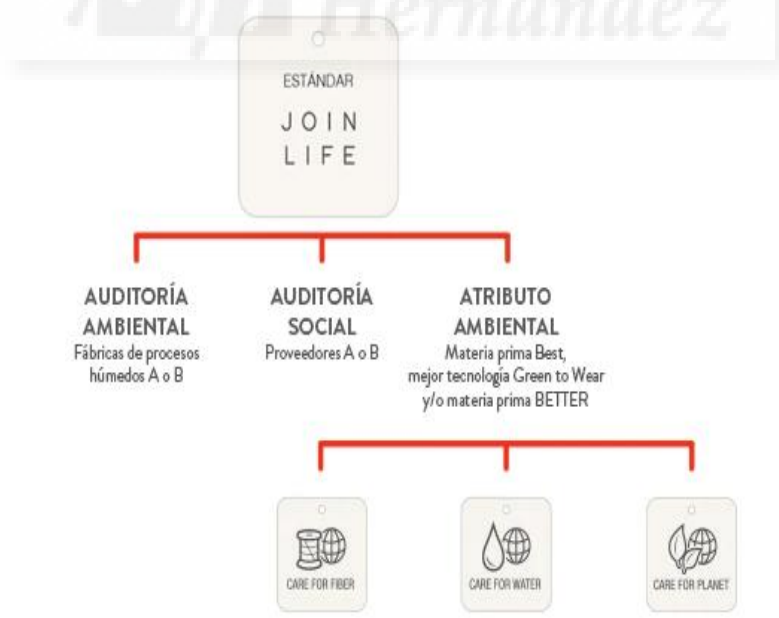 Hernández
ESTÁNDAR
JOIN
LIFE
AUDITORÍA
AMBIENTAL
Fábricas de procesos
húmedos A o B
AUDITORÍA
SOCIAL
Proveedores A o B
ATRIBUTO
AMBIENTAL
Materia prima Best,
mejor tecnología Green to Wear
y/o materia prima BETTER
CARE FOR FIBER
CARE FOR WATER
CARE FOR PLANET